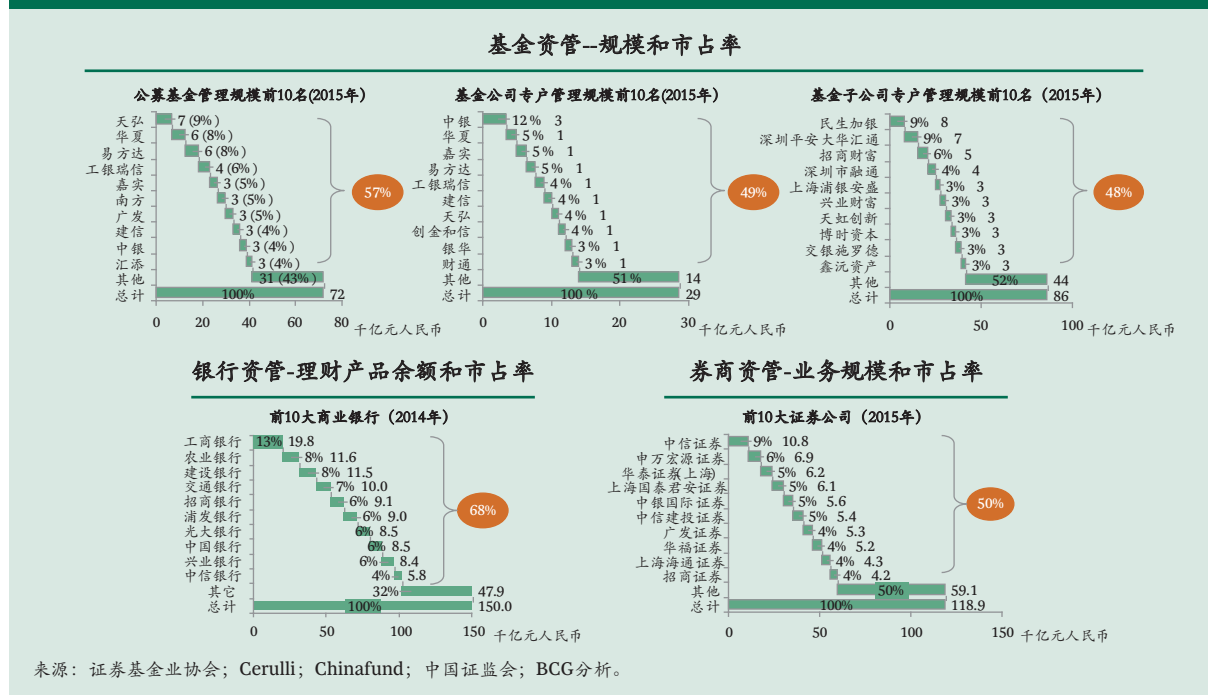 基金资管--规模和市占率
公募基金管理规模前10名(2015年)
天弘 7 (9%)
华夏 6 (8%)
易方达 6 (8%)
工银瑞信 4 (6%)
嘉实 3 (5%)
南方 3 (5%)
广发 3 (5%)
建信 3 (4%)
中银 3 (4%)
汇添 3 (4%)
其他 31 (43%)
总计 100% 72
57%
0 20 40 60 80 千亿元人民币
基金公司专户管理规模前10名(2015年)
中银 12% 3
华夏 5% 1
嘉实 5% 1
易方达 5% 1
工银瑞信 4% 1
建信 4% 1
天弘 4% 1
创金和信 4% 1
银华 3% 1
财通 3% 1
其他 51% 14
总计 100% 29
49%
0 10 20 30 千亿元人民币
基金子公司专户管理规模前10名（2015年）
民生加银 9% 8
深圳平安大华汇通 9% 7
招商财富 6% 5
深圳市融通 4% 4
上海浦银安盛 3% 3
兴业财富 3% 3
天虹创新 3% 3
博时资本 3% 3
交银施罗德 3% 3
鑫沅资产 3% 3
其他 52% 44
总计 100% 86
48%
0 50 100 千亿元人民币
银行资管-理财产品余额和市占率
前10大商业银行（2014年）
工商银行 13% 19.8
农业银行 8% 11.6
建设银行 8% 11.5
交通银行 7% 10.0
招商银行 6% 9.1
浦发银行 6% 9.0
光大银行 6% 8.5
中国银行 6% 8.5
兴业银行 6% 8.4
中信银行 4% 5.8
其它 32% 47.9
总计 100% 150.0
68%
0 50 100 150 千亿元人民币
券商资管-业务规模和市占率
前10大证券公司（2015年）
中信证券 9% 10.8
申万宏源证券 6% 6.9
华泰证券(上海) 5% 6.2
上海国泰君安证券 5% 6.1
中银国际证券 5% 5.6
中信建投证券 5% 5.4
广发证券 4% 5.3
华福证券 4% 5.2
上海海通证券 4% 4.3
招商证券 4% 4.2
其他 50% 59.1
总计 100% 118.9
50%
0 50 100 150 千亿元人民币
来源：证券基金业协会；Cerulli；Chinafund；中国证监会；BCG分析。